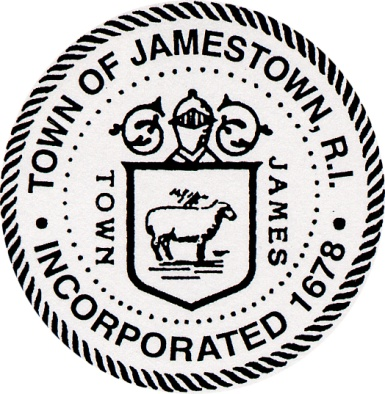 TOWN OF JAMESTOWN, R.I.
JAMES
TOWN
• INCORPORATED 1678 •